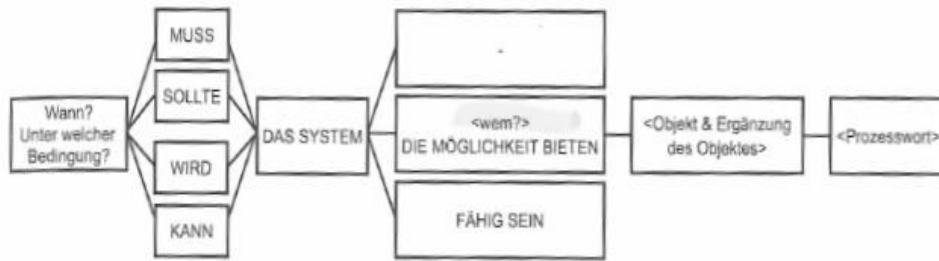 Wann?
Unter welcher
Bedingung?
MUSS
SOLLTE
WIRD
KANN
DAS SYSTEM
-
<wem?>
DIE MÖGLICHKEIT BIETEN
FÄHIG SEIN
<Objekt & Ergänzung
des Objektes>
<Prozesswort>